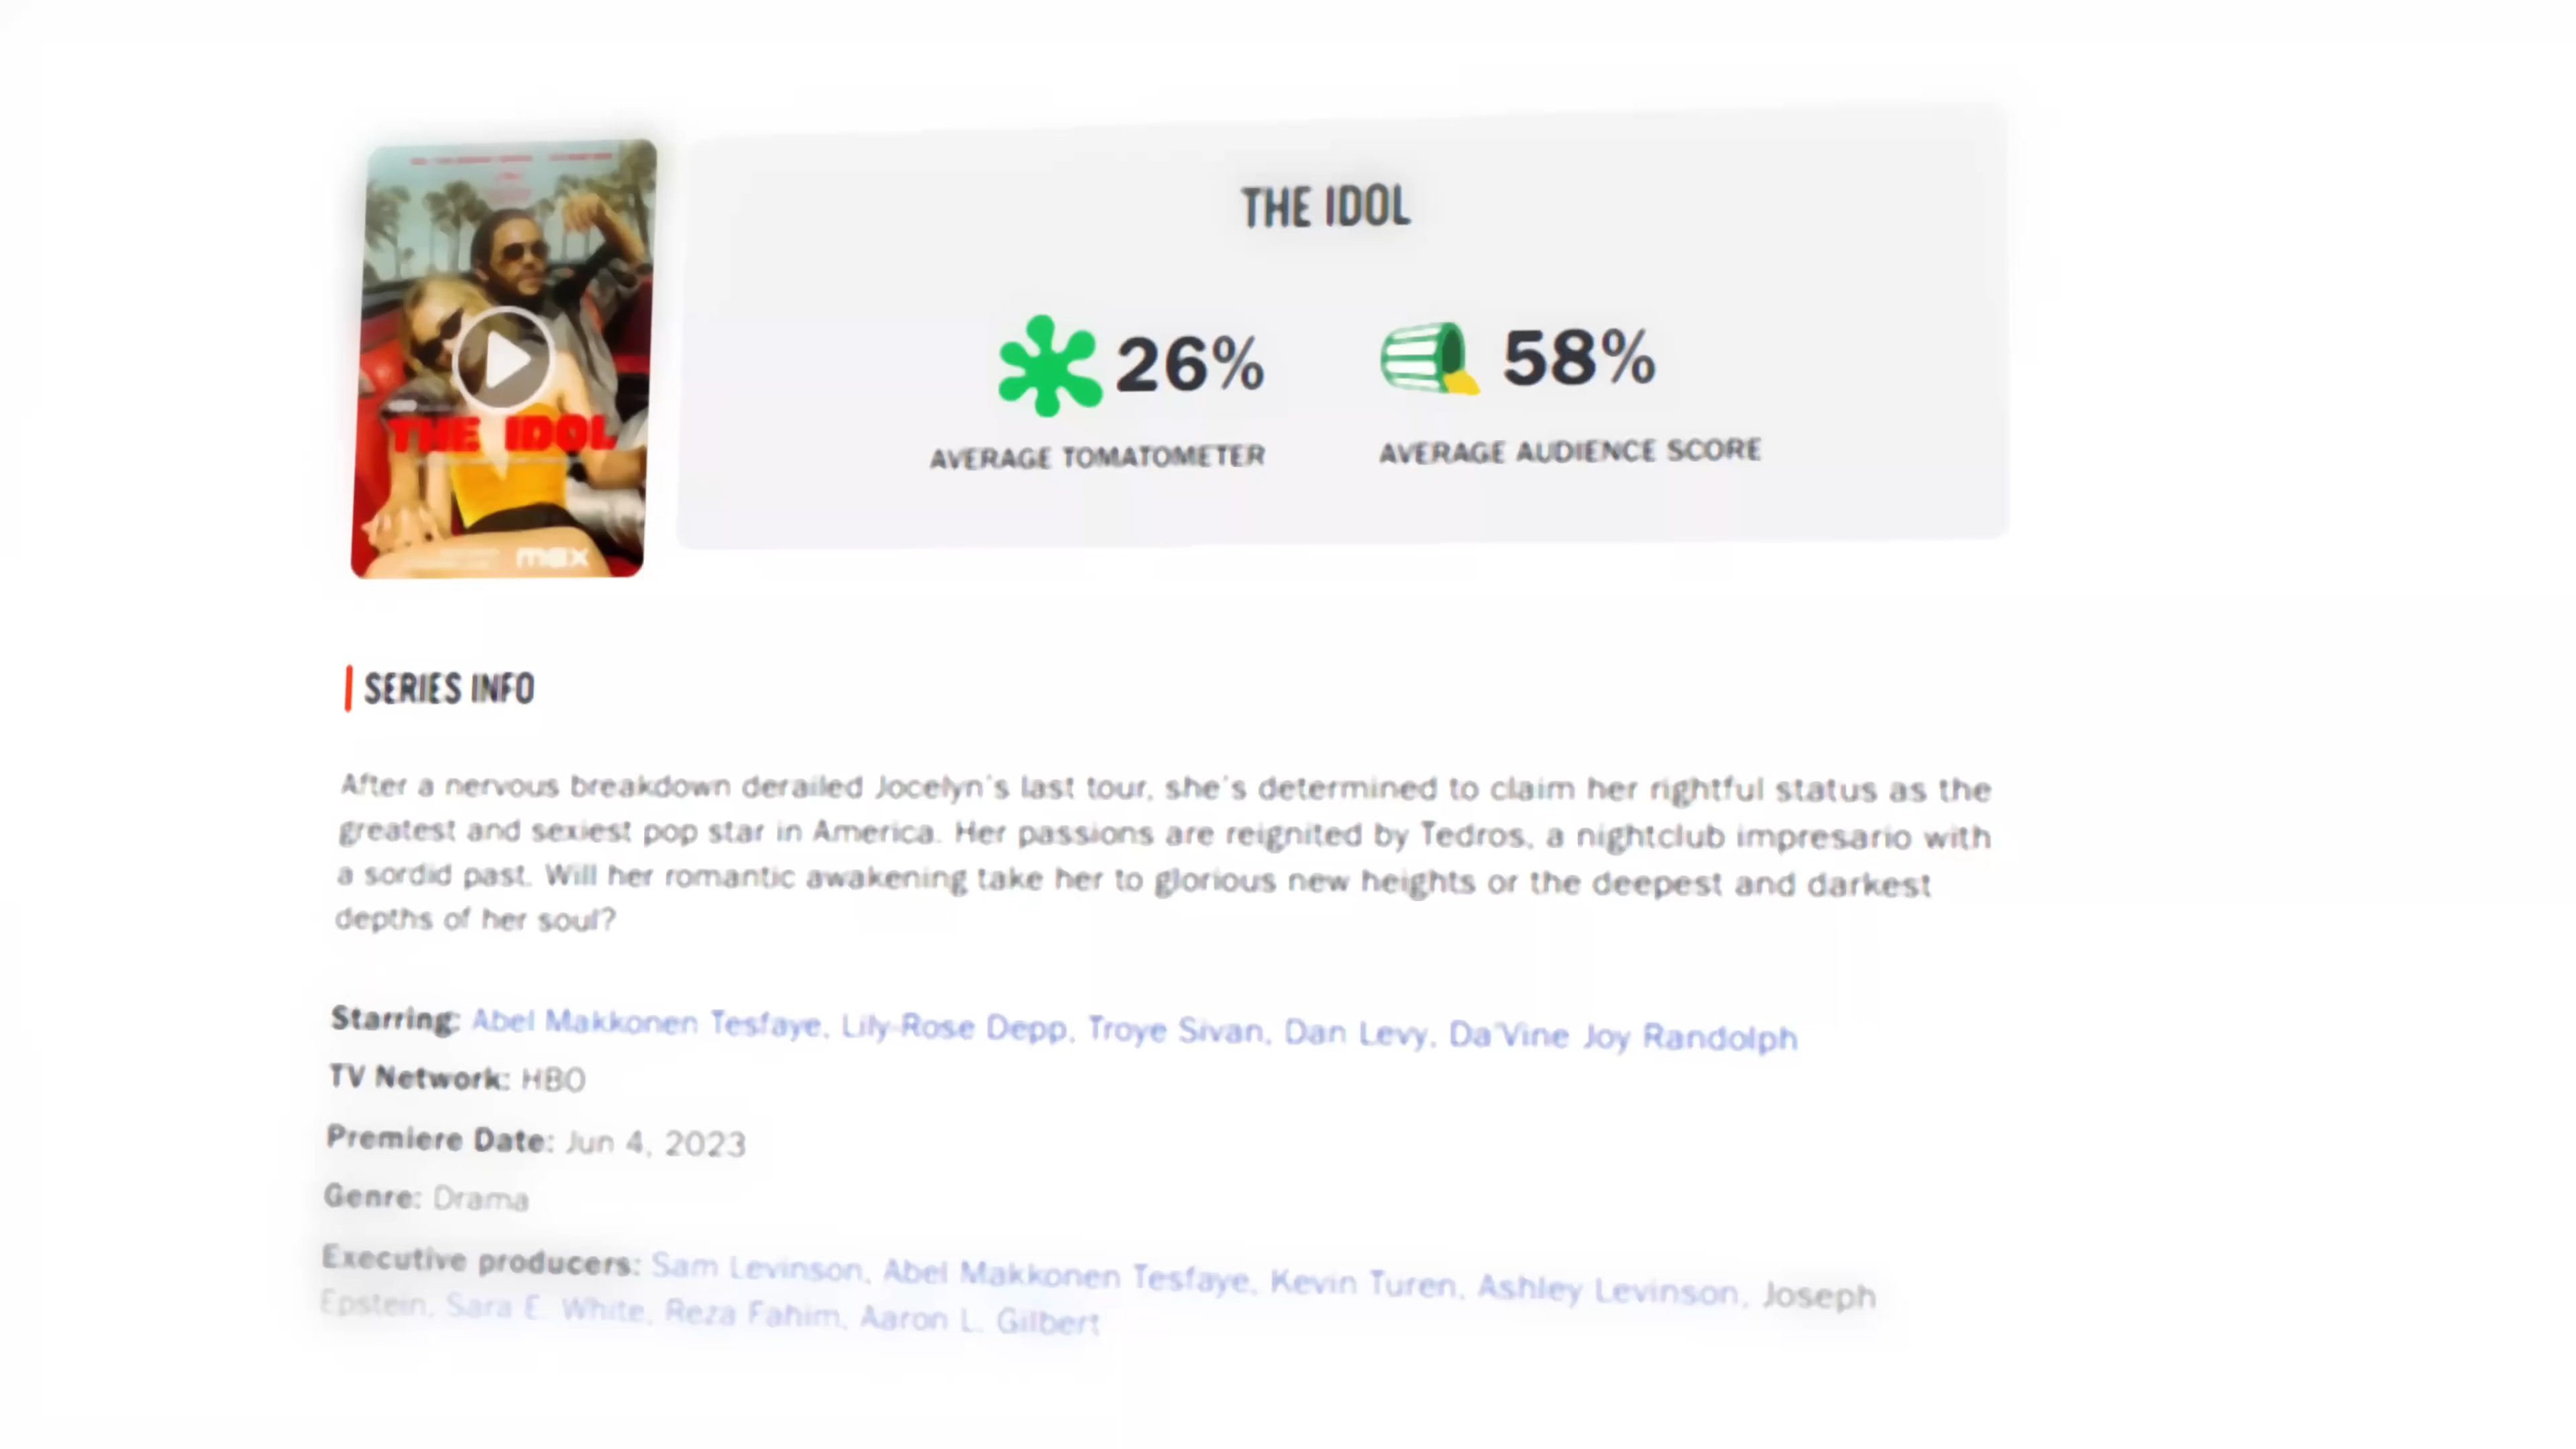 THE IDOL
max
THE IDOL
26%
58%
AVERAGE TOMATOMETER
AVERAGE AUDIENCE SCORE
SERIES INFO
After a nervous breakdown derailed Jocelyn's last tour, she's determined to claim her rightful status as the
greatest and sexiest pop star in America. Her passions are reignited by Tedros, a nightclub impresario with
a sordid past. Will her romantic awakening take her to glorious new heights or the deepest and darkest
depths of her soul?
Starring: Abel Makkonen Tesfaye, Lily-Rose Depp, Troye Sivan, Dan Levy, Da'Vine Joy Randolph
TV Network: HBO
Premiere Date: Jun 4, 2023
Genre: Drama
Executive producers: Sam Levinson, Abel Makkonen Tesfaye, Kevin Turen, Ashley Levinson, Joseph
Epstein, Sara E. White, Reza Fahim, Aaron L. Gilbert